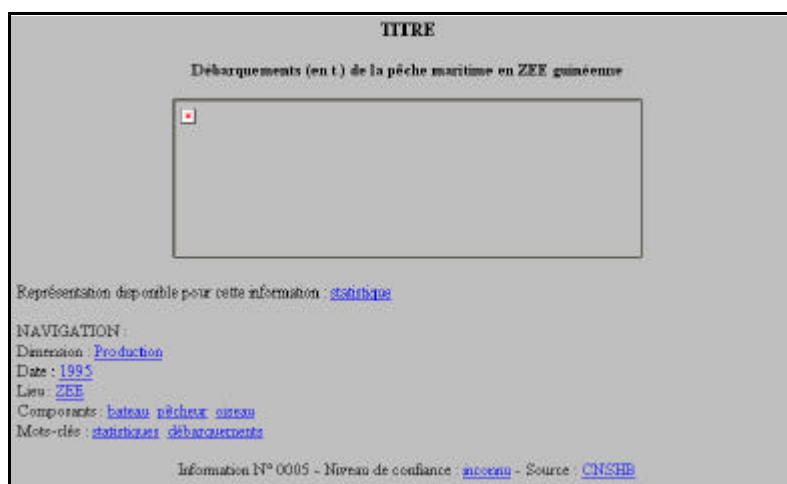 TITRE
Débarquements (en t.) de la pêche maritime en ZEE guinéenne
Représentation disponible pour cette information : statistique
NAVIGATION :
Dimension : Production
Date : 1995
Lieu : ZEE
Composants : bateau pêcheur oiseau
Mots-clés : statistiques débarquements
Information N° 0005 - Niveau de confiance : inconnu - Source : CNSHB